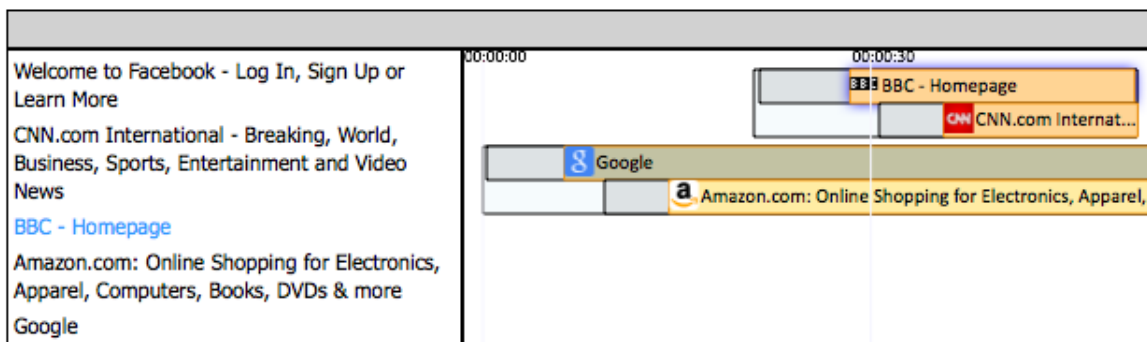 Welcome to Facebook - Log In, Sign Up or
Learn More
CNN.com International - Breaking, World,
Business, Sports, Entertainment and Video
News
BBC - Homepage
Amazon.com: Online Shopping for Electronics,
Apparel, Computers, Books, DVDs & more
Google
00:00:00
00:00:30
BBC BBC - Homepage
CNN CNN.com Internat...
g Google
a Amazon.com: Online Shopping for Electronics, Apparel,